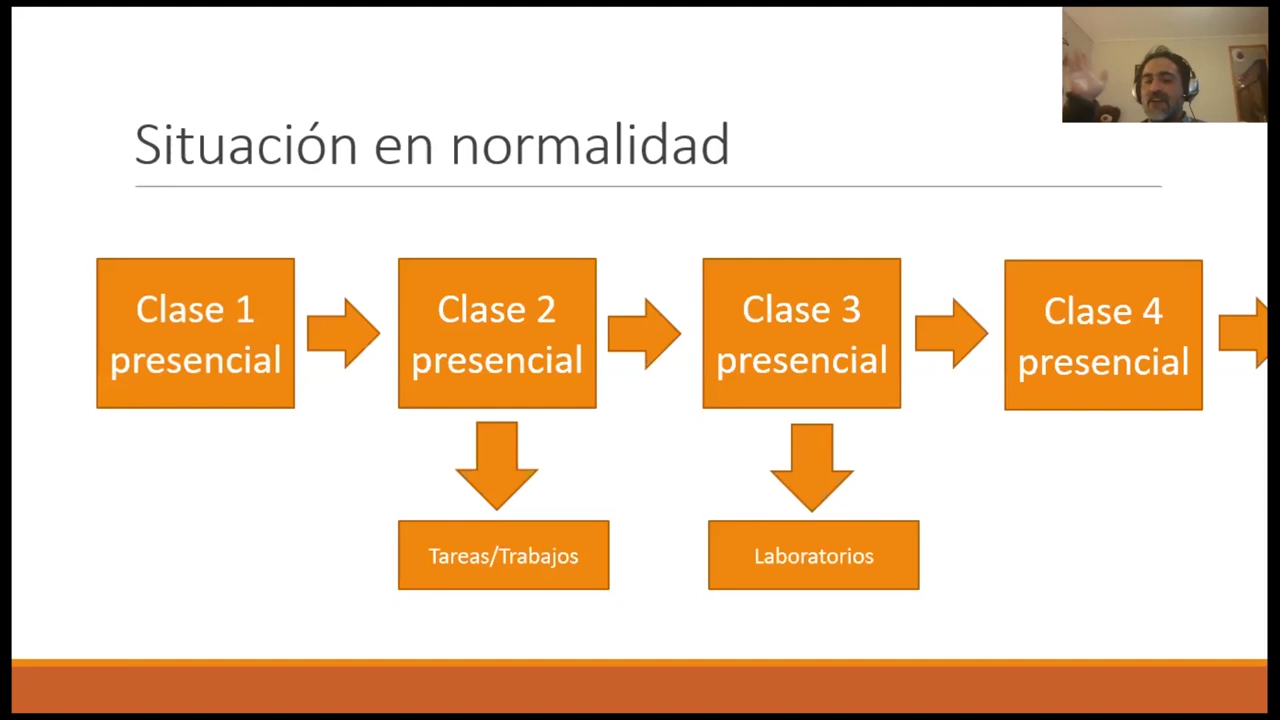 Situación en normalidad
Clase 1
presencial
Clase 2
presencial
Clase 3
presencial
Clase 4
presencial
Tareas/Trabajos
Laboratorios